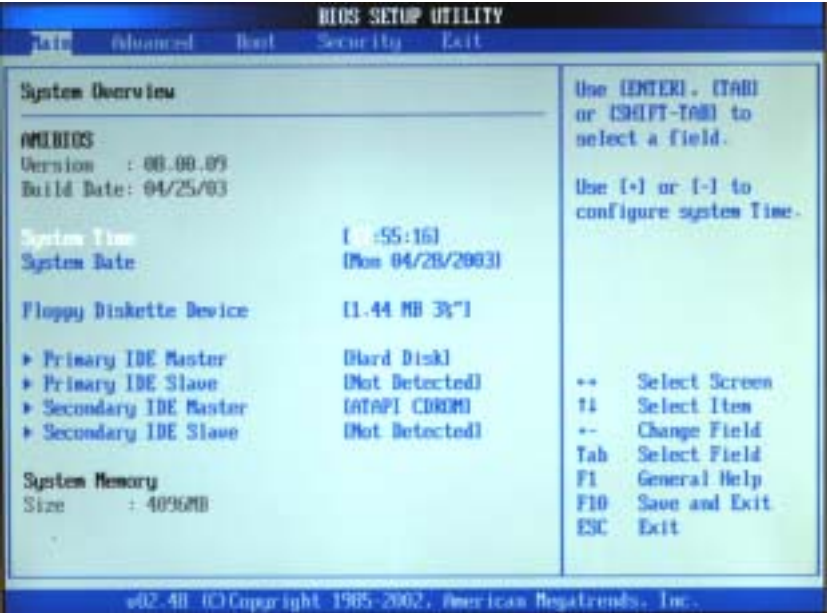 BIOS SETUP UTILITY
Main Advanced Boot Security Exit
System Overview
AMIBIOS
Version : 08.00.09
Build Date: 04/25/03
System Time [ :55:16]
System Date [Mon 04/28/2003]
Floppy Diskette Device [1.44 MB 3½"]
▶ Primary IDE Master [Hard Disk]
▶ Primary IDE Slave [Not Detected]
▶ Secondary IDE Master [ATAPI CDROM]
▶ Secondary IDE Slave [Not Detected]
System Memory
Size : 4096MB
Use [ENTER], [TAB]
or [SHIFT-TAB] to
select a field.
Use [+] or [-] to
configure system Time.
↔ Select Screen
↑↓ Select Item
+- Change Field
Tab Select Field
F1 General Help
F10 Save and Exit
ESC Exit
v02.48 (C)Copyright 1985-2002, American Megatrends, Inc.